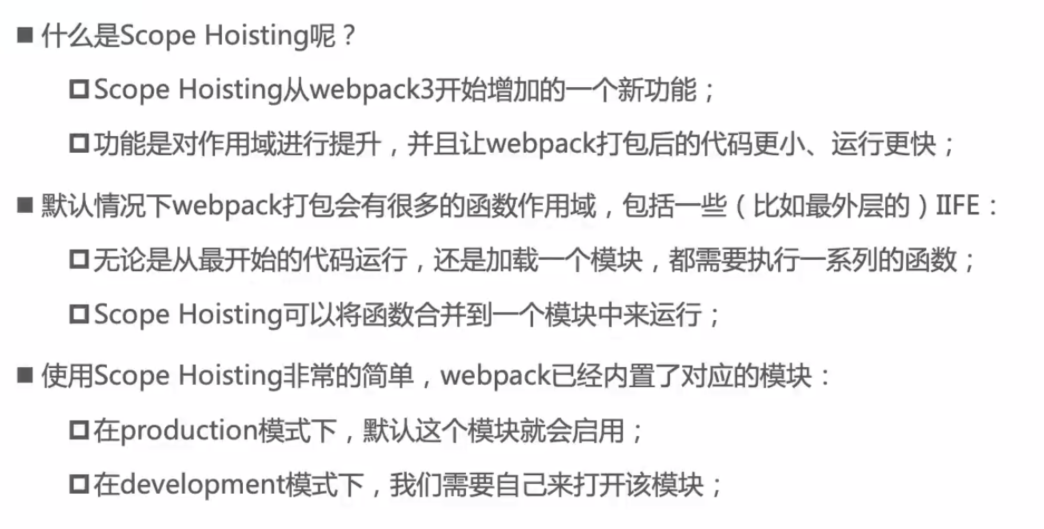 ■ 什么是Scope Hoisting呢？
□ Scope Hoisting从webpack3开始增加的一个新功能；
□ 功能是对作用域进行提升，并且让webpack打包后的代码更小、运行更快；
■ 默认情况下webpack打包会有很多的函数作用域，包括一些（比如最外层的）IIFE：
□ 无论是从最开始的代码运行，还是加载一个模块，都需要执行一系列的函数；
□ Scope Hoisting可以将函数合并到一个模块中来运行；
■ 使用Scope Hoisting非常的简单，webpack已经内置了对应的模块：
□ 在production模式下，默认这个模块就会启用；
□ 在development模式下，我们需要自己来打开该模块；